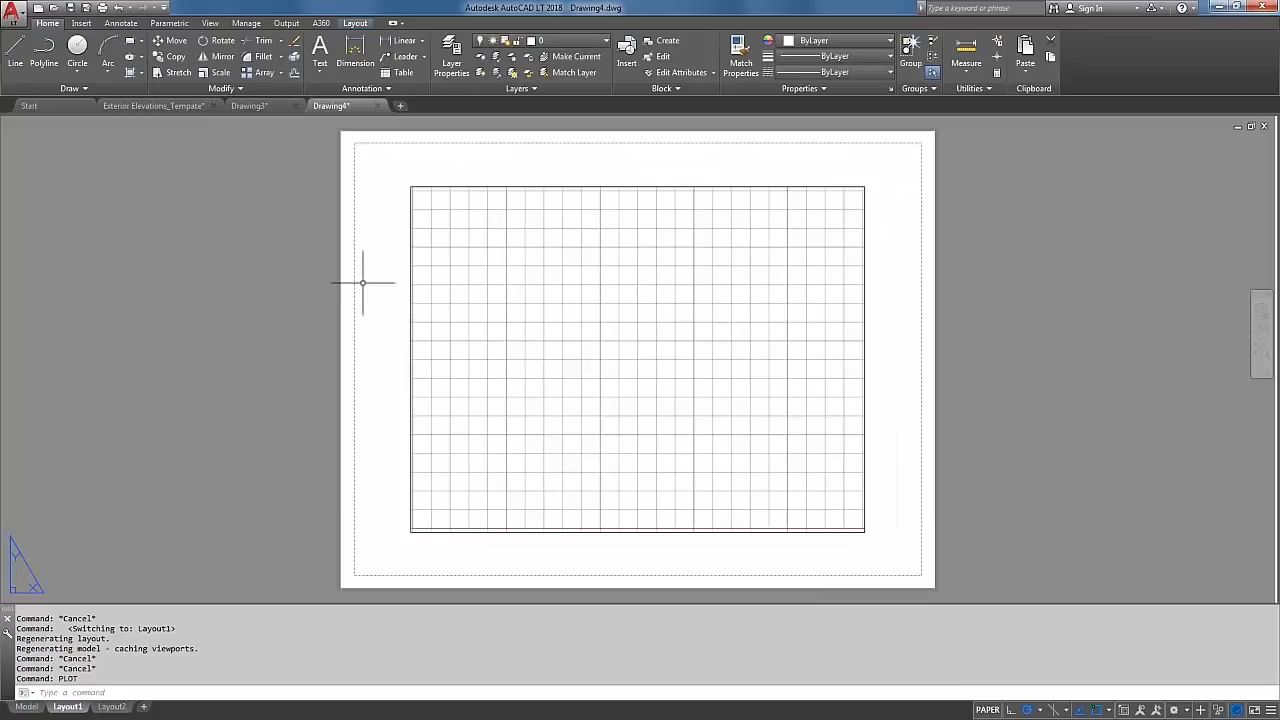 Autodesk AutoCAD LT 2018 Drawing4.dwg
Type a keyword or phrase
Sign In
LT
Home Insert Annotate Parametric View Manage Output A360 Layout
Line Polyline Circle Arc
Move Rotate Trim
Copy Mirror Fillet
Stretch Scale Array
Text Dimension
Linear
Leader
Table
Layer Properties
0
Make Current
Match Layer
Insert
Create
Edit
Edit Attributes
Match Properties
ByLayer
ByLayer
ByLayer
Group
Measure
Paste
Draw Modify Annotation Layers Block Properties Groups Utilities Clipboard
Start Exterior Elevations_Tempate* Drawing3* Drawing4*
Y
X
Command: *Cancel*
Command: <Switching to: Layout1>
Regenerating layout.
Regenerating model - caching viewports.
Command: *Cancel*
Command: *Cancel*
Command: PLOT
Type a command
Model Layout1 Layout2
PAPER